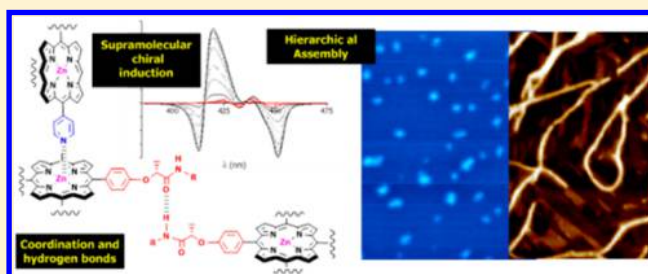 Supramolecular
chiral
induction
Hierarchic al
Assembly
400
425
450
475
λ (nm)
N
N
Zn
N
N
N
N
N
Zn
N
N
O
O
H
N
R
H
R
N
O
O
N
N
Zn
N
N
Coordination and
hydrogen bonds